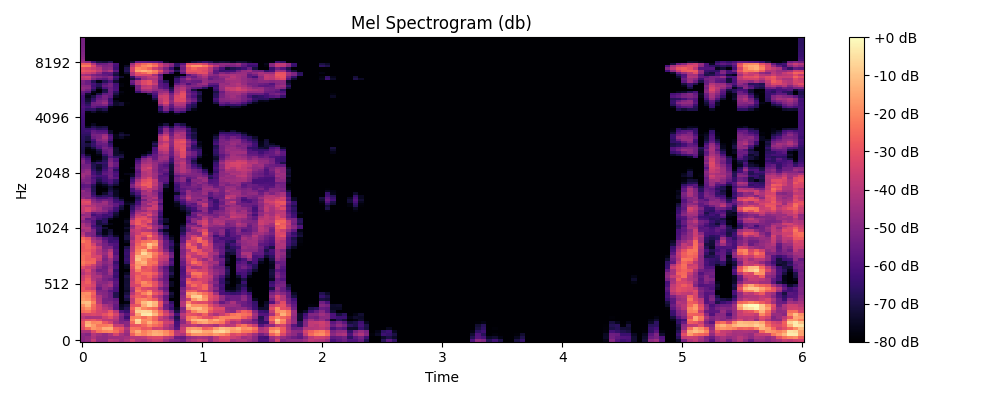 Mel Spectrogram (db)
8192
4096
2048
1024
512
0
Hz
0 1 2 3 4 5 6
Time
+0 dB
-10 dB
-20 dB
-30 dB
-40 dB
-50 dB
-60 dB
-70 dB
-80 dB